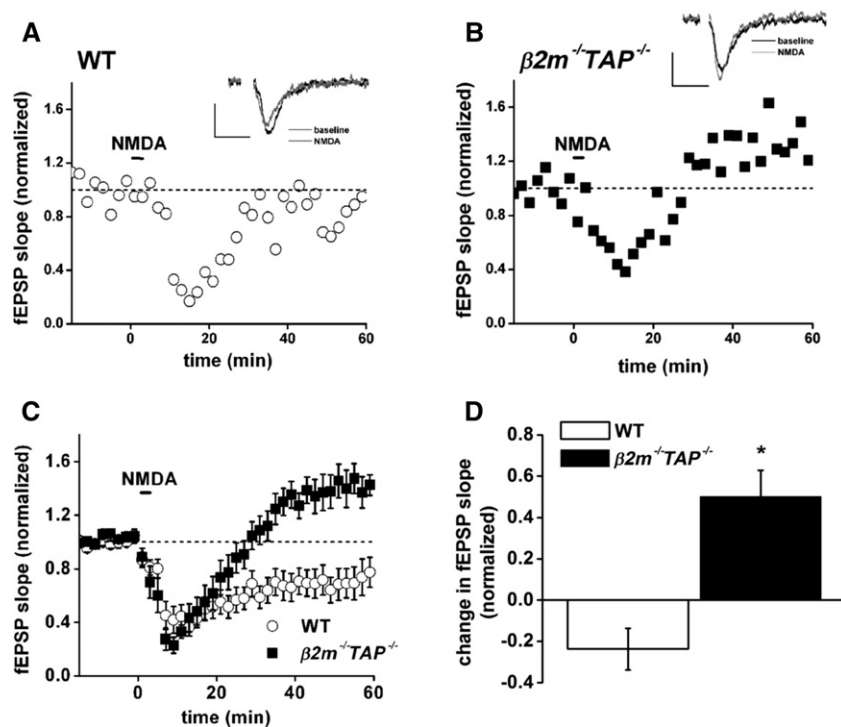 A
WT
baseline
NMDA
NMDA
fEPSP slope (normalized)
1.6
1.2
0.8
0.4
0.0
0
20
40
60
time (min)
B
β2m⁻/⁻TAP⁻/⁻
baseline
NMDA
NMDA
fEPSP slope (normalized)
1.6
1.2
0.8
0.4
0.0
0
20
40
60
time (min)
C
NMDA
fEPSP slope (normalized)
1.6
1.2
0.8
0.4
0.0
WT
β2m⁻/⁻TAP⁻/⁻
0
20
40
60
time (min)
D
WT
β2m⁻/⁻TAP⁻/⁻
*
change in fEPSP slope
(normalized)
0.8
0.6
0.4
0.2
0.0
-0.2
-0.4